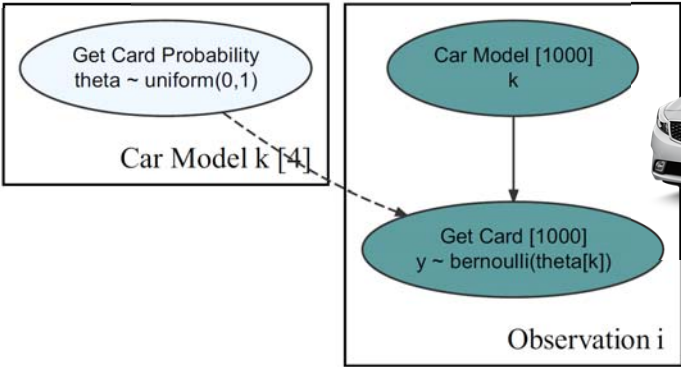 Get Card Probability
theta ~ uniform(0,1)
Car Model k [4]
Car Model [1000]
k
Get Card [1000]
y ~ bernoulli(theta[k])
Observation i